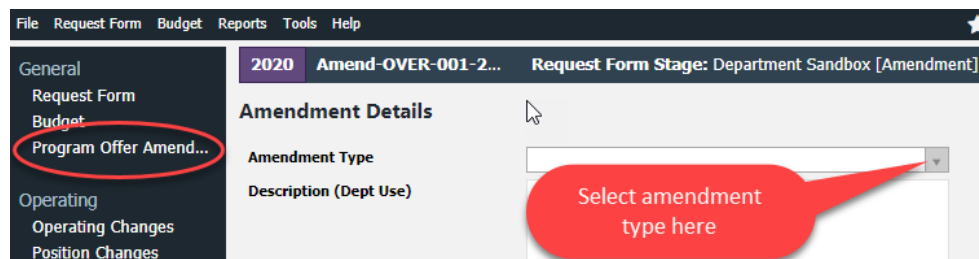 File Request Form Budget Reports Tools Help
General
Request Form
Budget
Program Offer Amend...
Operating
Operating Changes
Position Changes
2020 Amend-OVER-001-2... Request Form Stage: Department Sandbox [Amendment]
Amendment Details
Amendment Type
Description (Dept Use)
Select amendment
type here